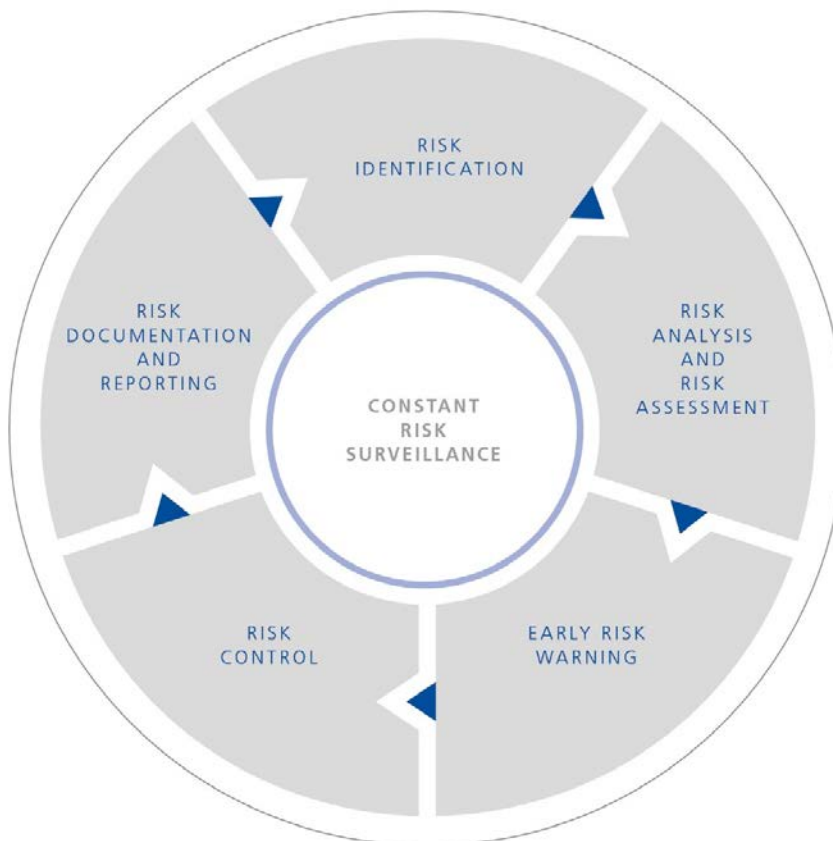 RISK
IDENTIFICATION
RISK
ANALYSIS
AND
RISK
ASSESSMENT
EARLY RISK
WARNING
RISK
CONTROL
RISK
DOCUMENTATION
AND
REPORTING
CONSTANT
RISK
SURVEILLANCE